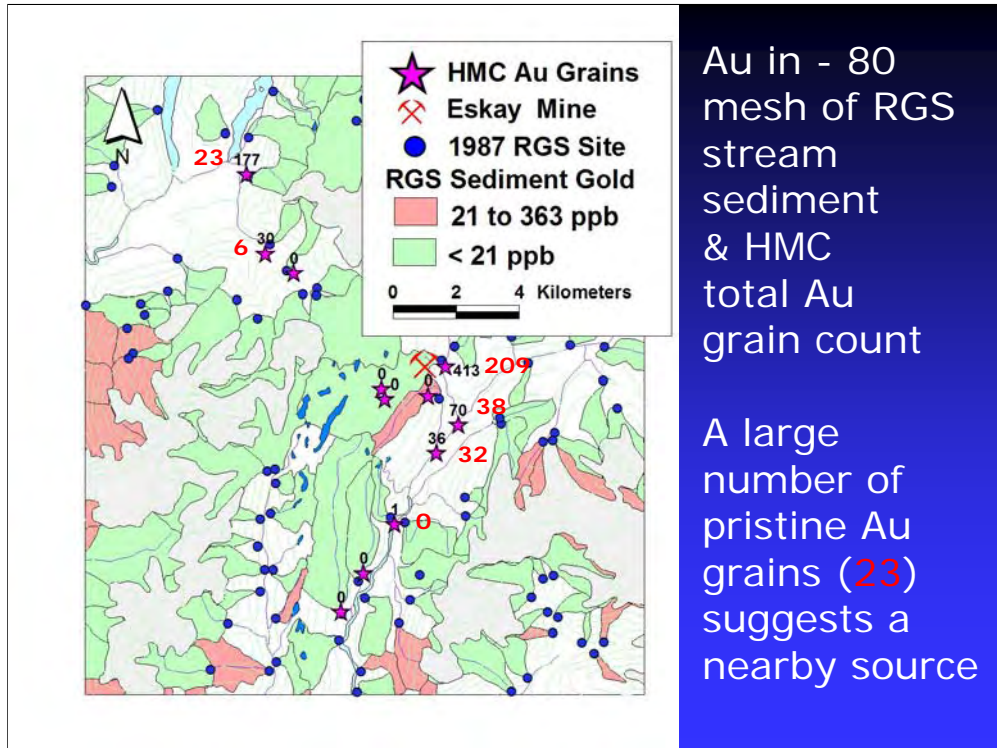 HMC Au Grains
Eskay Mine
1987 RGS Site
RGS Sediment Gold
21 to 363 ppb
< 21 ppb
0 2 4 Kilometers
N
23 177
6 30
0
413 209
0
0
0
70 38
36 32
1 0
0
0
Au in - 80
mesh of RGS
stream
sediment
& HMC
total Au
grain count
A large
number of
pristine Au
grains (23)
suggests a
nearby source